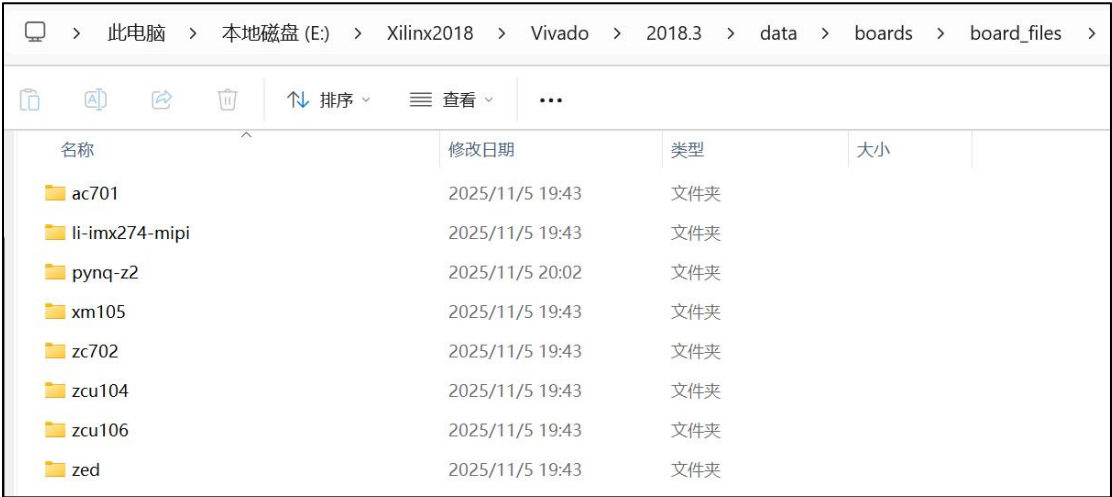 此电脑 > 本地磁盘 (E:) > Xilinx2018 > Vivado > 2018.3 > data > boards > board_files >
排序 查看 •••
名称 修改日期 类型 大小
ac701 2025/11/5 19:43 文件夹
li-imx274-mipi 2025/11/5 19:43 文件夹
pynq-z2 2025/11/5 20:02 文件夹
xm105 2025/11/5 19:43 文件夹
zc702 2025/11/5 19:43 文件夹
zcu104 2025/11/5 19:43 文件夹
zcu106 2025/11/5 19:43 文件夹
zed 2025/11/5 19:43 文件夹